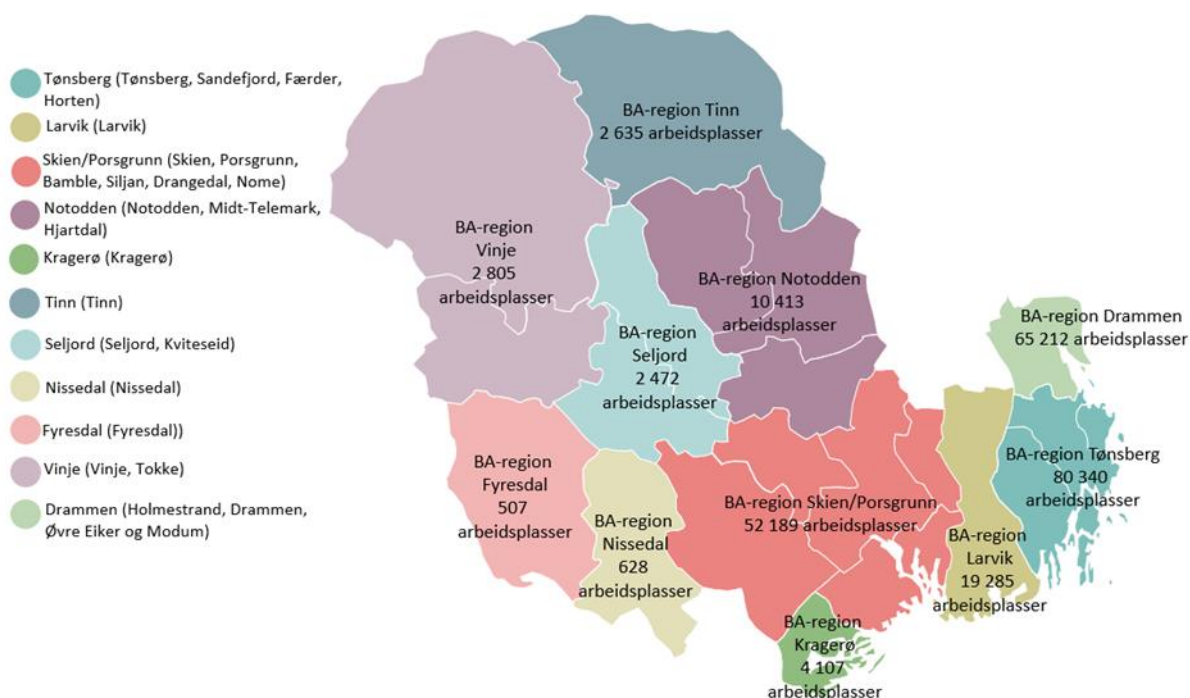 Tønsberg (Tønsberg, Sandefjord, Færder,
Horten)
Larvik (Larvik)
Skien/Porsgrunn (Skien, Porsgrunn,
Bamble, Siljan, Drangedal, Nome)
Notodden (Notodden, Midt-Telemark,
Hjartdal)
Kragerø (Kragerø)
Tinn (Tinn)
Seljord (Seljord, Kviteseid)
Nissedal (Nissedal)
Fyresdal (Fyresdal))
Vinje (Vinje, Tokke)
Drammen (Holmestrand, Drammen,
Øvre Eiker og Modum)
BA-region Tinn
2 635 arbeidsplasser
BA-region
Vinje
2 805
arbeidsplasser
BA-region Notodden
10 413
arbeidsplasser
BA-region
Seljord
2 472
arbeidsplasser
BA-region Drammen
65 212
arbeidsplasser
BA-region Tønsberg
80 340
arbeidsplasser
BA-region
Fyresdal
507
arbeidsplasser
BA-region
Nissedal
628
arbeidsplasser
BA-region Skien/Porsgrunn
52 189 arbeidsplasser
BA-region
Larvik
19 285
arbeidsplasser
BA-region
Kragerø
4 107
arbeidsplasser